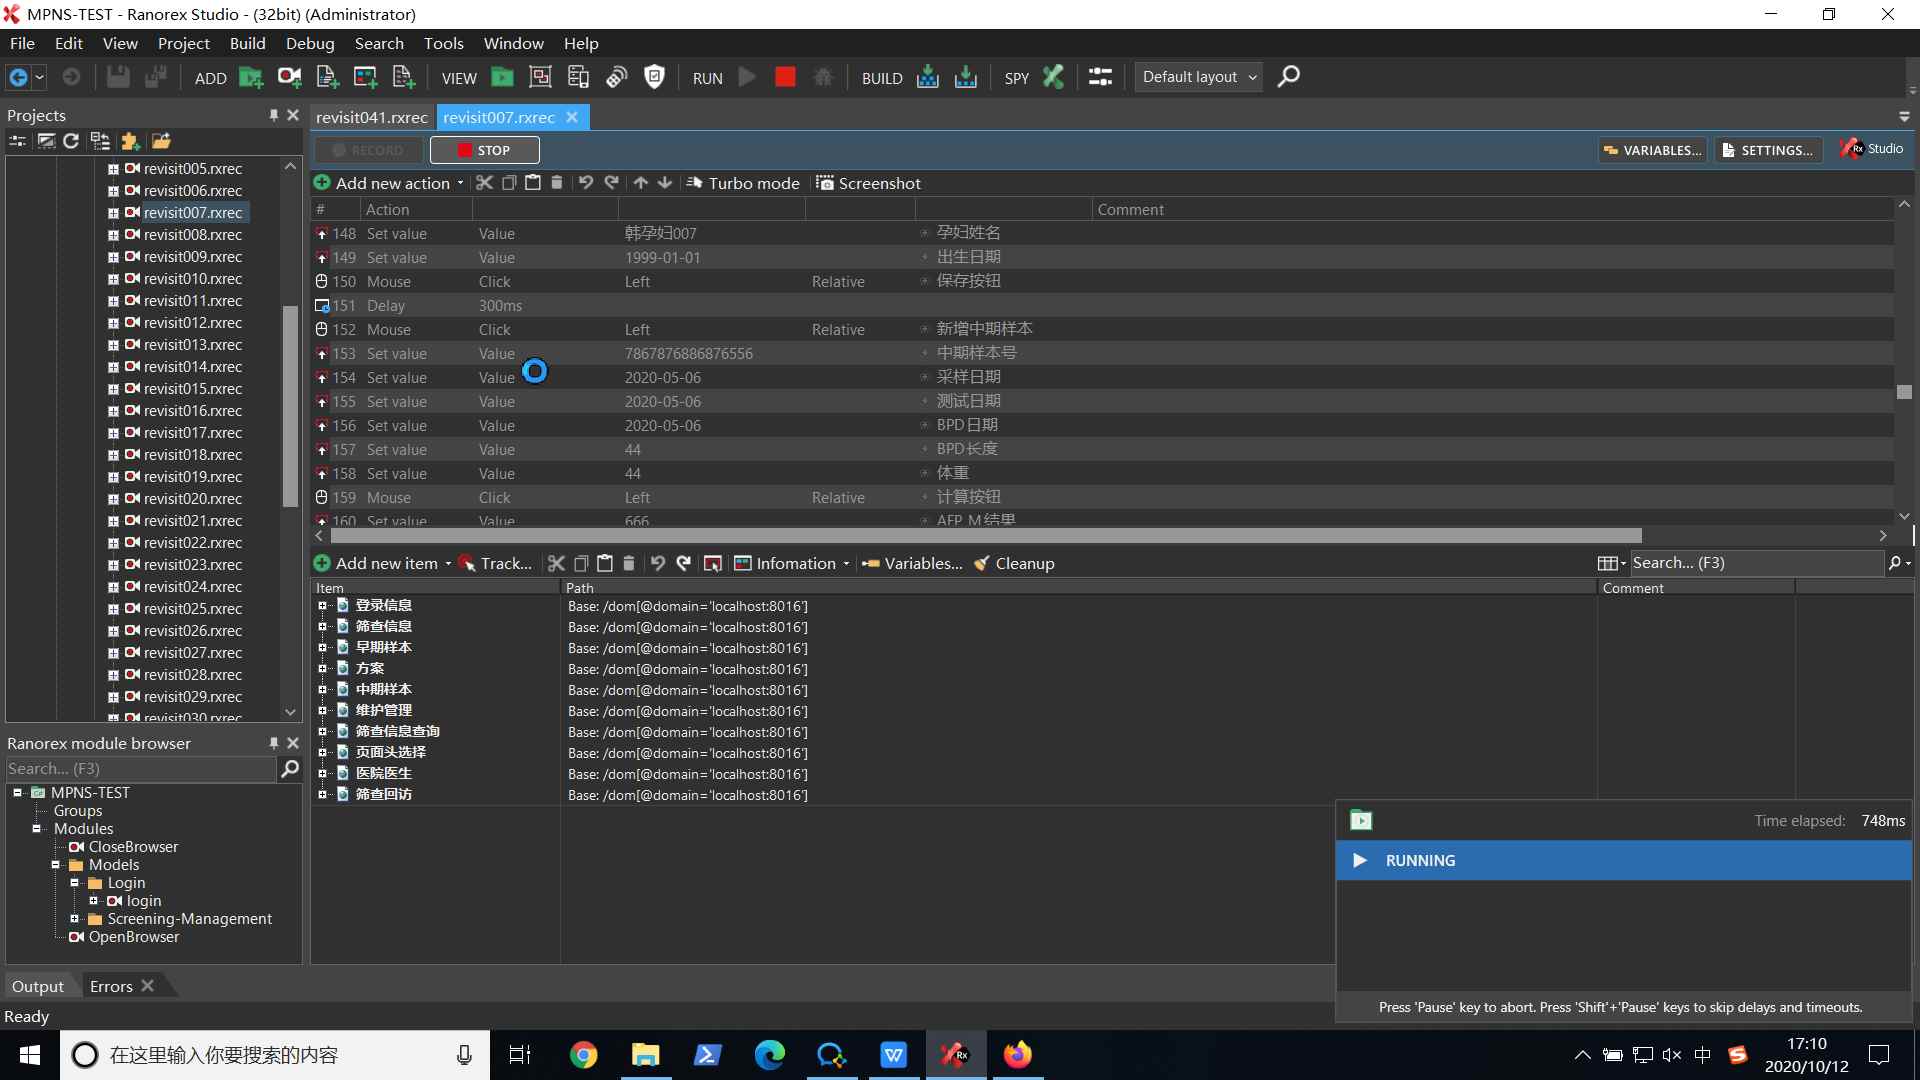 MPNS-TEST - Ranorex Studio - (32bit) (Administrator)
File Edit View Project Build Debug Search Tools Window Help
ADD VIEW RUN BUILD SPY Default layout
Projects
revisit041.rxrec revisit007.rxrec
RECORD STOP VARIABLES... SETTINGS... Rx Studio
Add new action Turbo mode Screenshot
# Action Comment
148 Set value Value 韩孕妇007 孕妇姓名
149 Set value Value 1999-01-01 出生日期
150 Mouse Click Left Relative 保存按钮
151 Delay 300ms
152 Mouse Click Left Relative 新增中期样本
153 Set value Value 7867876886876556 中期样本号
154 Set value Value 2020-05-06 采样日期
155 Set value Value 2020-05-06 测试日期
156 Set value Value 2020-05-06 BPD日期
157 Set value Value 44 BPD长度
158 Set value Value 44 体重
159 Mouse Click Left Relative 计算按钮
160 Set value Value 666 AFP_M结果
revisit005.rxrec
revisit006.rxrec
revisit007.rxrec
revisit008.rxrec
revisit009.rxrec
revisit010.rxrec
revisit011.rxrec
revisit012.rxrec
revisit013.rxrec
revisit014.rxrec
revisit015.rxrec
revisit016.rxrec
revisit017.rxrec
revisit018.rxrec
revisit019.rxrec
revisit020.rxrec
revisit021.rxrec
revisit022.rxrec
revisit023.rxrec
revisit024.rxrec
revisit025.rxrec
revisit026.rxrec
revisit027.rxrec
revisit028.rxrec
revisit029.rxrec
revisit030.rxrec
Add new item Track... Infomation Variables... Cleanup Search... (F3)
Item Path Comment
登录信息 Base: /dom[@domain='localhost:8016']
筛查信息 Base: /dom[@domain='localhost:8016']
早期样本 Base: /dom[@domain='localhost:8016']
方案 Base: /dom[@domain='localhost:8016']
中期样本 Base: /dom[@domain='localhost:8016']
维护管理 Base: /dom[@domain='localhost:8016']
筛查信息查询 Base: /dom[@domain='localhost:8016']
页面头选择 Base: /dom[@domain='localhost:8016']
医院医生 Base: /dom[@domain='localhost:8016']
筛查回访 Base: /dom[@domain='localhost:8016']
Ranorex module browser
Search... (F3)
MPNS-TEST
Groups
Modules
CloseBrowser
Models
Login
login
Screening-Management
OpenBrowser
Time elapsed: 748ms
RUNNING
Press 'Pause' key to abort. Press 'Shift'+'Pause' keys to skip delays and timeouts.
Output Errors
Ready
在这里输入你要搜索的内容
Rx
中
17:10
2020/10/12